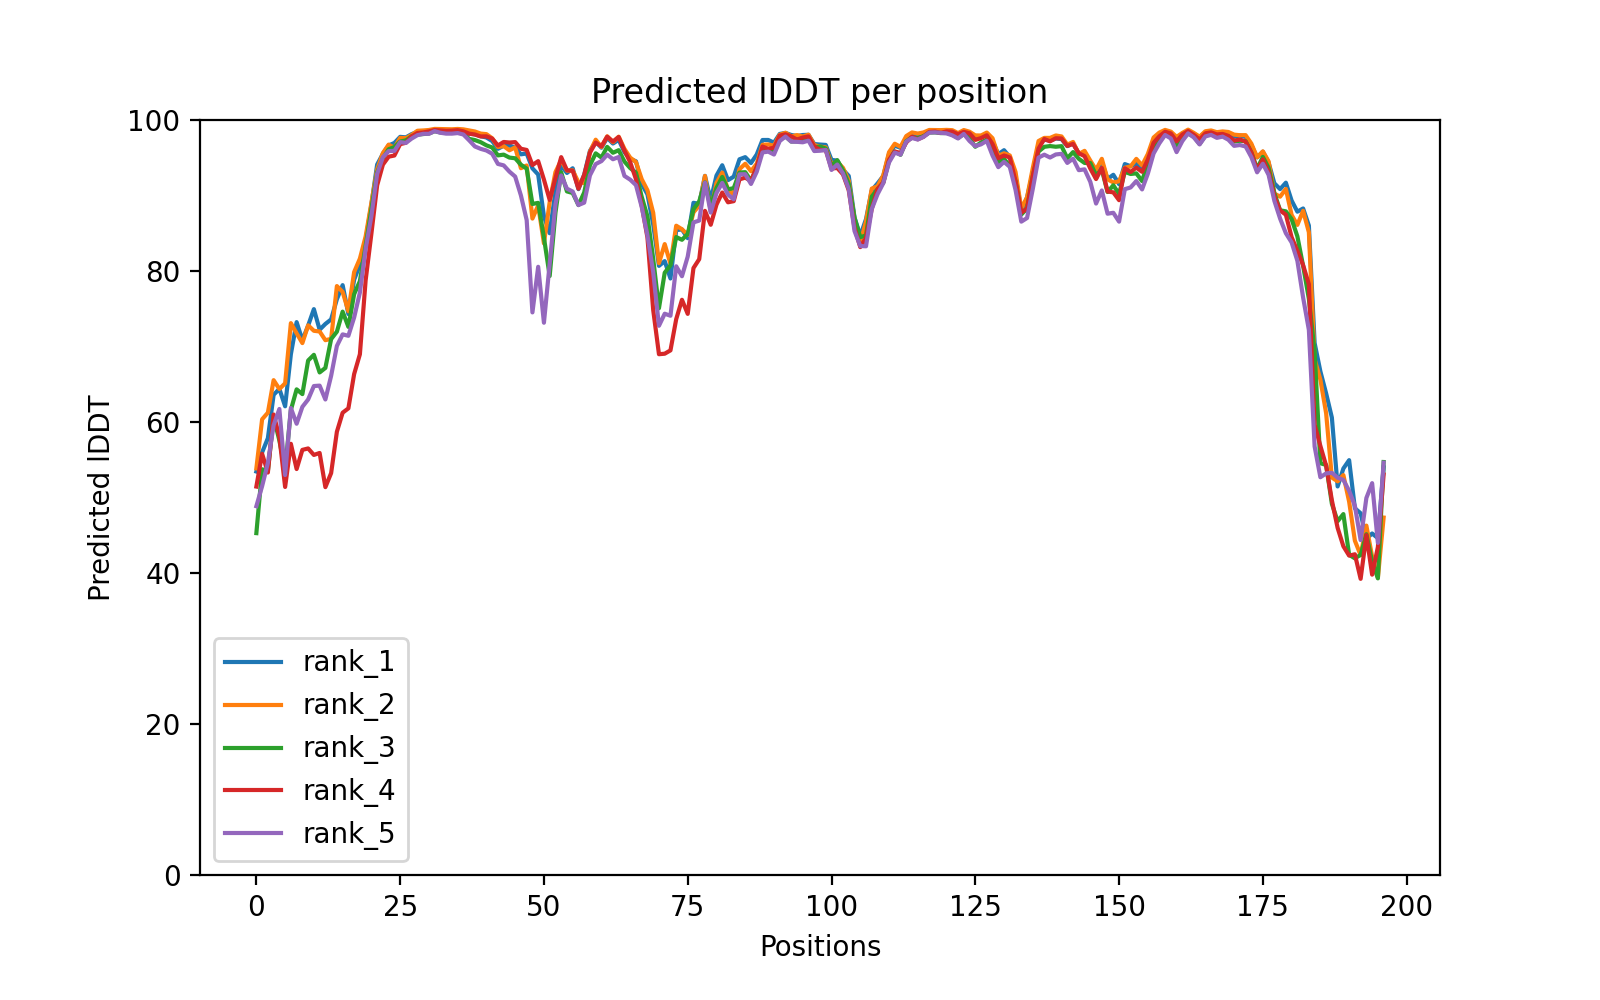 Predicted lDDT per position
100
80
60
40
20
0
Predicted lDDT
rank_1
rank_2
rank_3
rank_4
rank_5
0 25 50 75 100 125 150 175 200
Positions